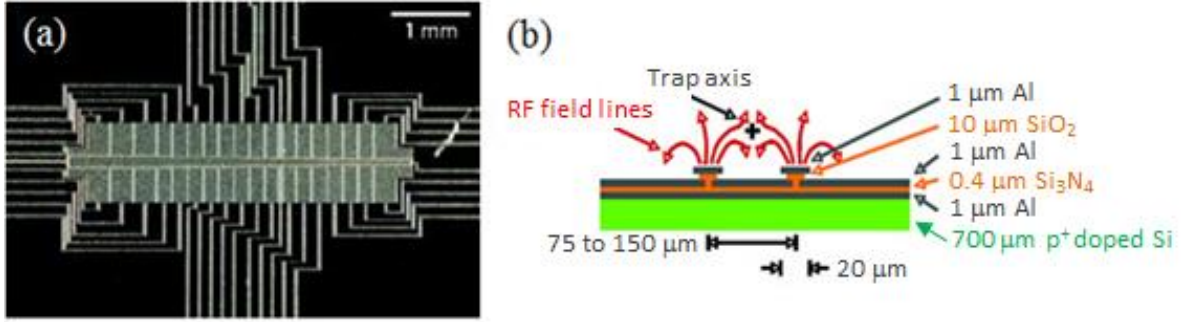 (a)
1 mm
(b)
Trap axis
RF field lines
1 μm Al
10 μm SiO₂
1 μm Al
0.4 μm Si₃N₄
1 μm Al
700 μm p⁺ doped Si
75 to 150 μm
20 μm